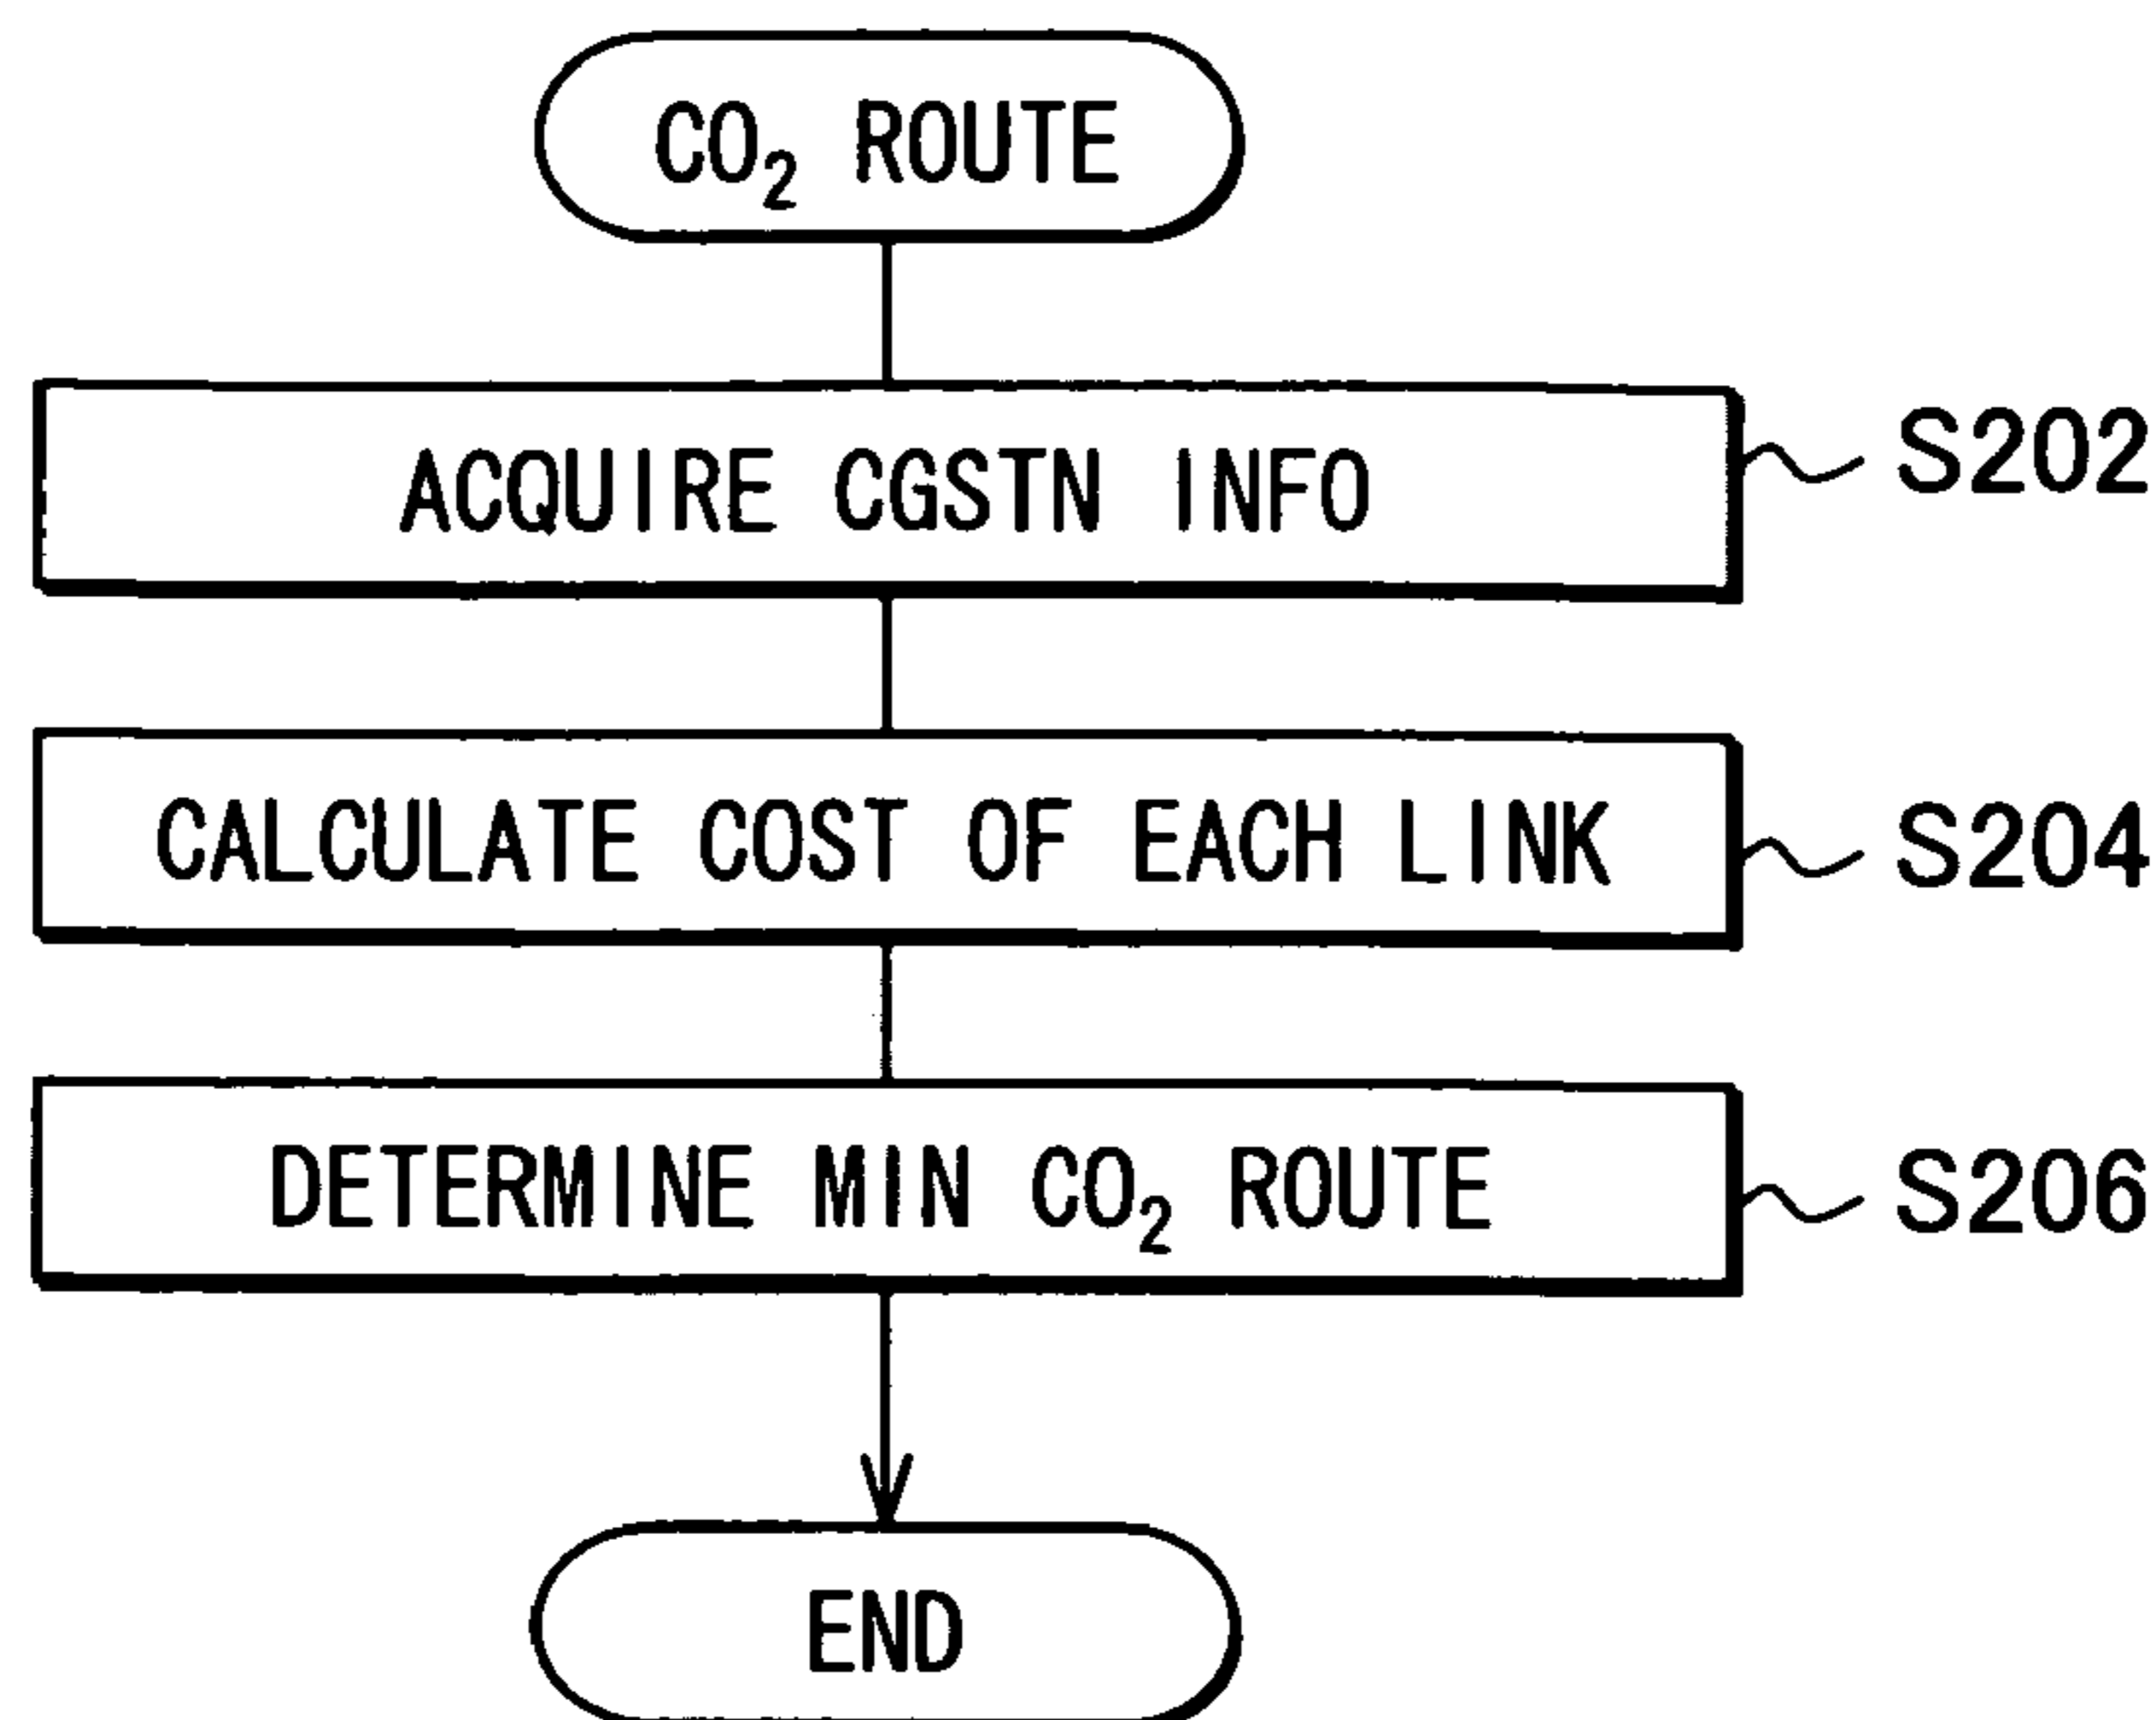 CO₂ ROUTE
ACQUIRE CGSTN INFO
S202
CALCULATE COST OF EACH LINK
S204
DETERMINE MIN CO₂ ROUTE
S206
END